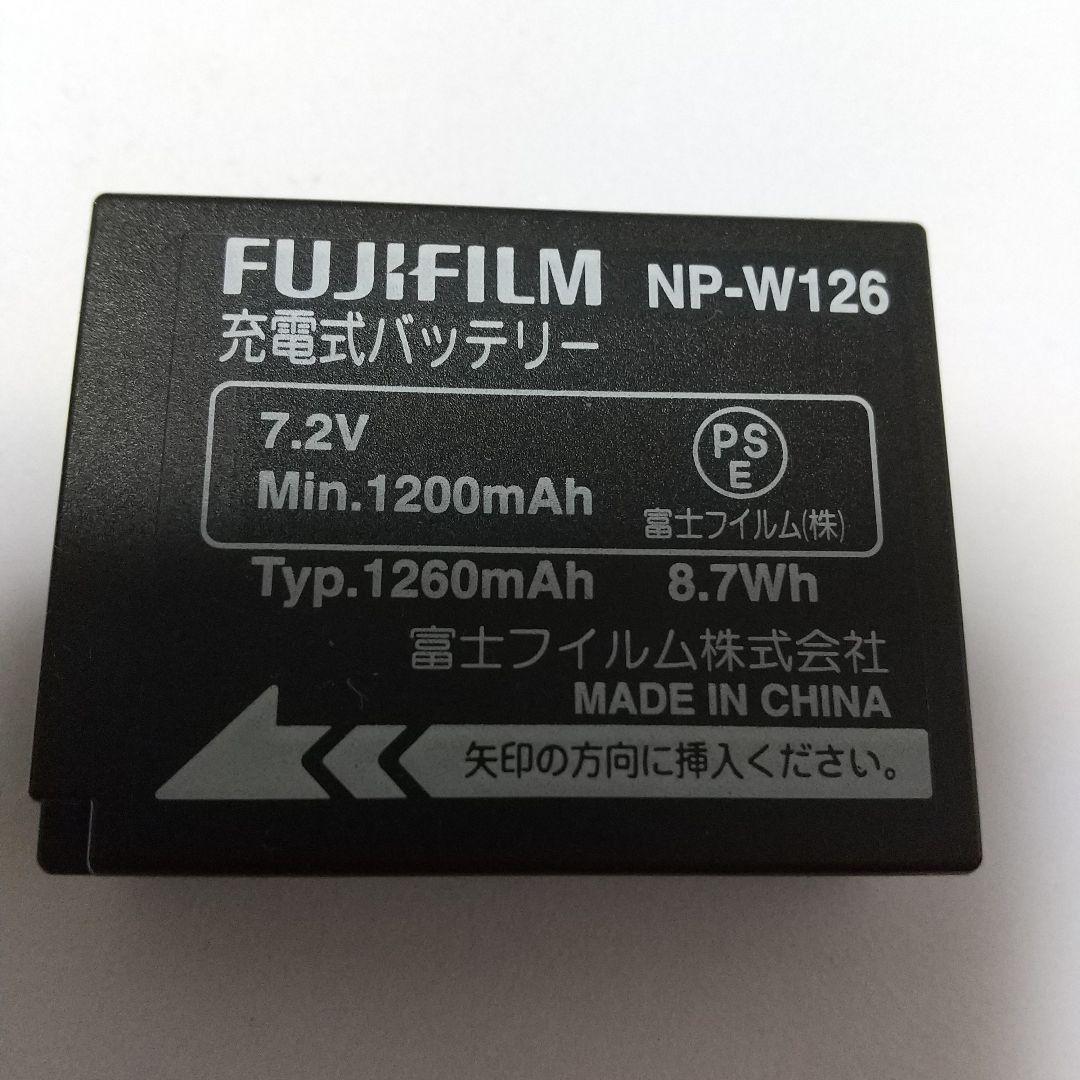 FUJIFILM NP-W126
充電式バッテリー
7.2V
Min.1200mAh
PS
E
富士フイルム(株)
Typ.1260mAh 8.7Wh
富士フイルム株式会社
MADE IN CHINA
矢印の方向に挿入ください。